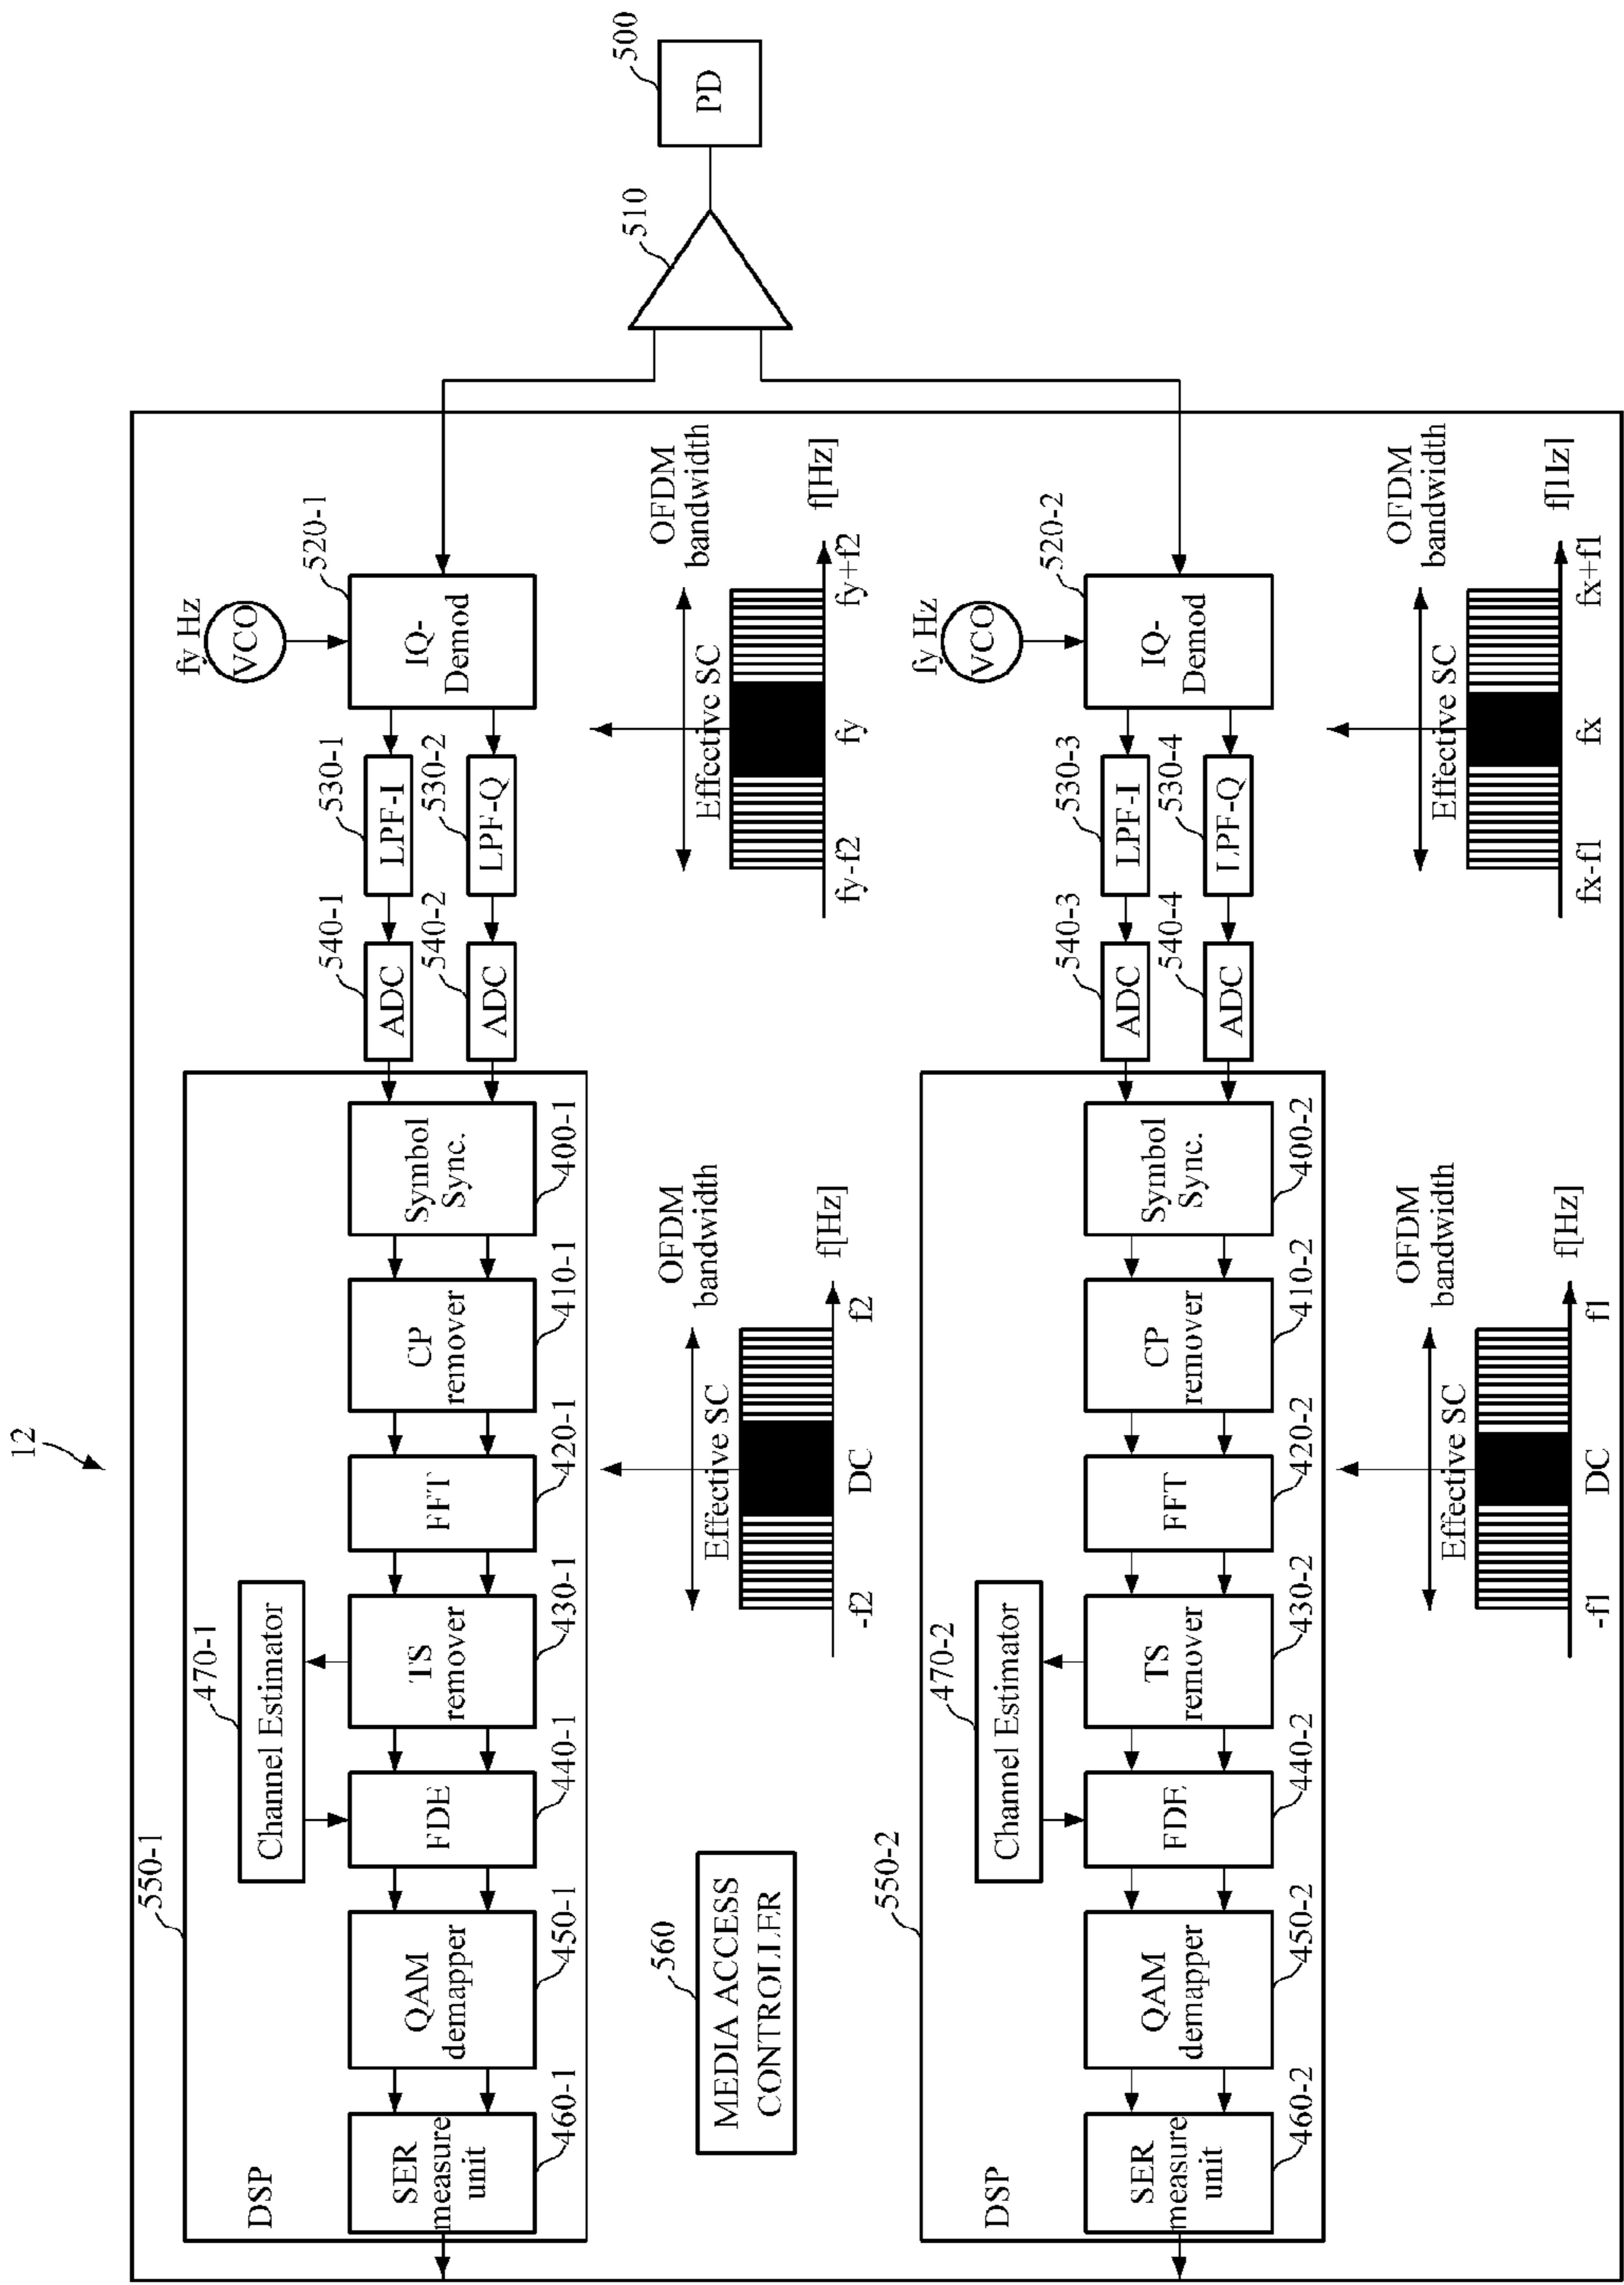 12
550-1
DSP
470-1
Channel Estimator
SER
measure
unit
460-1
QAM
demapper
450-1
FDE
440-1
TS
remover
430-1
FFT
420-1
CP
remover
410-1
Symbol
Sync.
400-1
540-1
ADC
540-2
ADC
530-1
LPF-I
530-2
LPF-Q
fy Hz
VCO
520-1
IQ-
Demod
510
500
PD
560
MEDIA ACCESS
CONTROLLER
OFDM
bandwidth
Effective SC
-f2
DC
f2
f[Hz]
OFDM
bandwidth
Effective SC
fy-f2
fy
fy+f2
f[Hz]
550-2
DSP
470-2
Channel Estimator
SER
measure
unit
460-2
QAM
demapper
450-2
FDE
440-2
TS
remover
430-2
FFT
420-2
CP
remover
410-2
Symbol
Sync.
400-2
540-3
ADC
540-4
ADC
530-3
LPF-I
530-4
LPF-Q
fy Hz
VCO
520-2
IQ-
Demod
OFDM
bandwidth
Effective SC
-f1
DC
f1
f[Hz]
OFDM
bandwidth
Effective SC
fx-f1
fx
fx+f1
f[Hz]